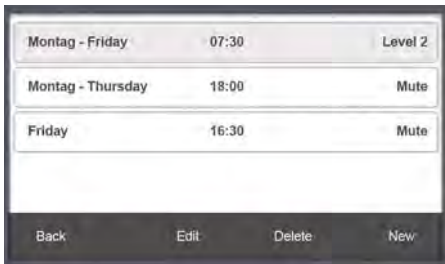 Montag - Friday 07:30 Level 2
Montag - Thursday 18:00 Mute
Friday 16:30 Mute
Back Edit Delete New